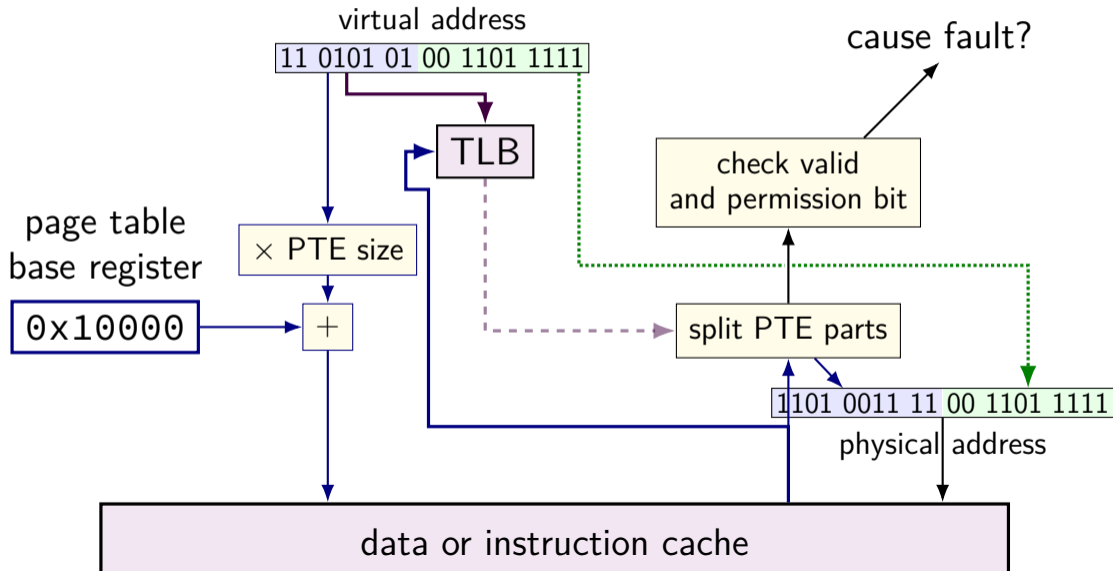 virtual address
11 0101 01 00 1101 1111
cause fault?
TLB
check valid
and permission bit
page table
base register
× PTE size
0x10000
+
split PTE parts
1101 0011 11 00 1101 1111
physical address
data or instruction cache